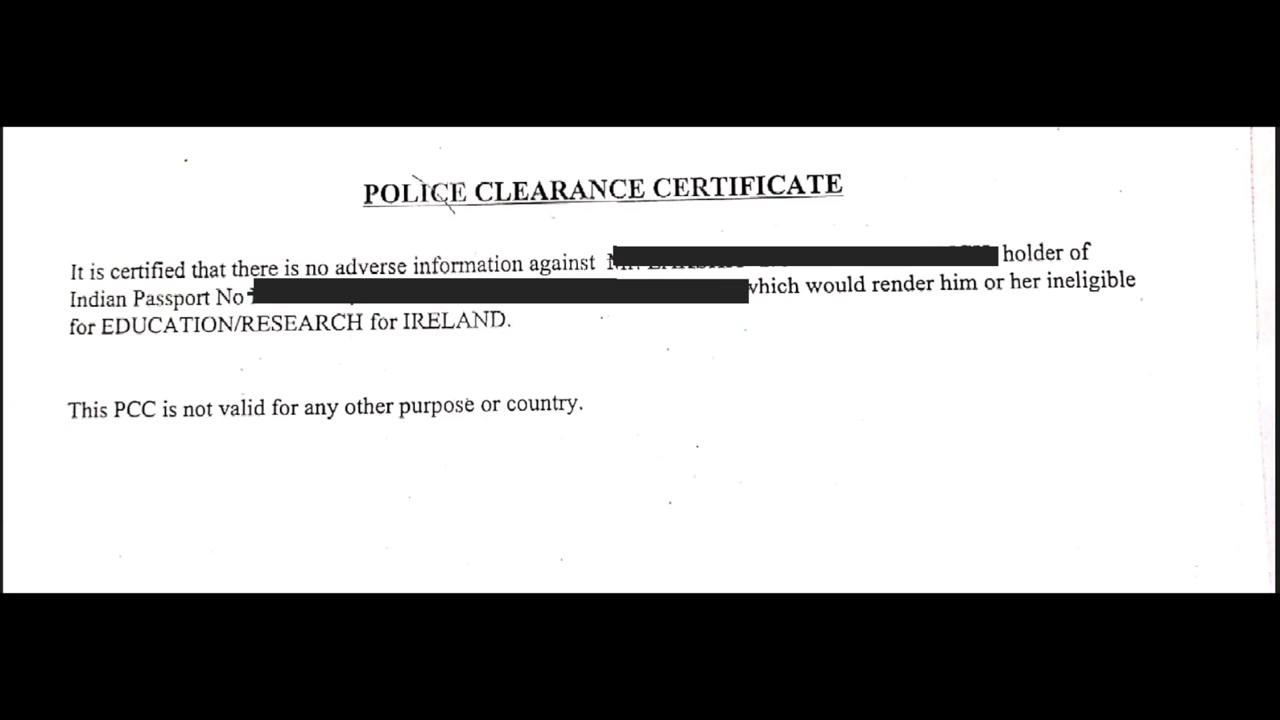 POLICE CLEARANCE CERTIFICATE
It is certified that there is no adverse information against holder of
Indian Passport No which would render him or her ineligible
for EDUCATION/RESEARCH for IRELAND.
This PCC is not valid for any other purpose or country.